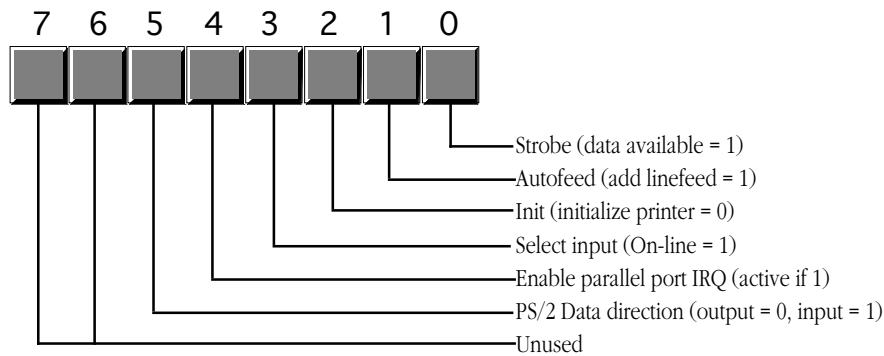 7 6 5 4 3 2 1 0
Strobe (data available = 1)
Autofeed (add linefeed = 1)
Init (initialize printer = 0)
Select input (On-line = 1)
Enable parallel port IRQ (active if 1)
PS/2 Data direction (output = 0, input = 1)
Unused